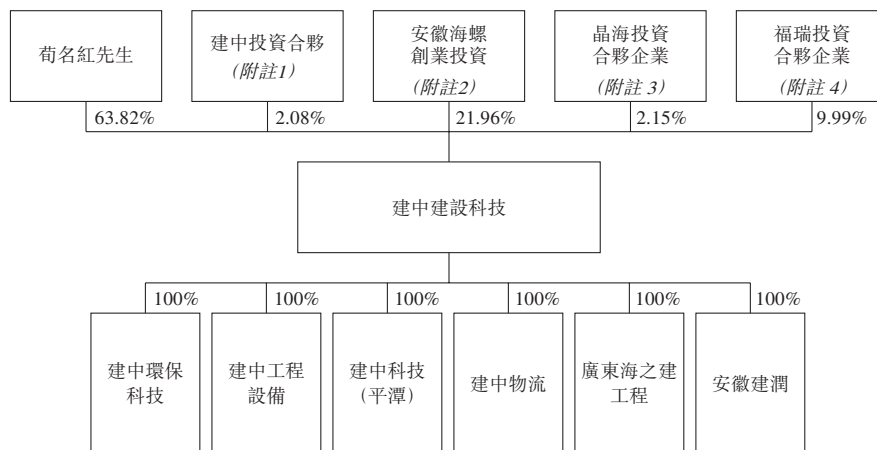 荀名紅先生
建中投資合夥
(附註1)
安徽海螺
創業投資
(附註2)
晶海投資
合夥企業
(附註 3)
福瑞投資
合夥企業
(附註 4)
63.82%
2.08%
21.96%
2.15%
9.99%
建中建設科技
100%
100%
100%
100%
100%
100%
建中環保
科技
建中工程
設備
建中科技
(平潭)
建中物流
廣東海之建
工程
安徽建潤